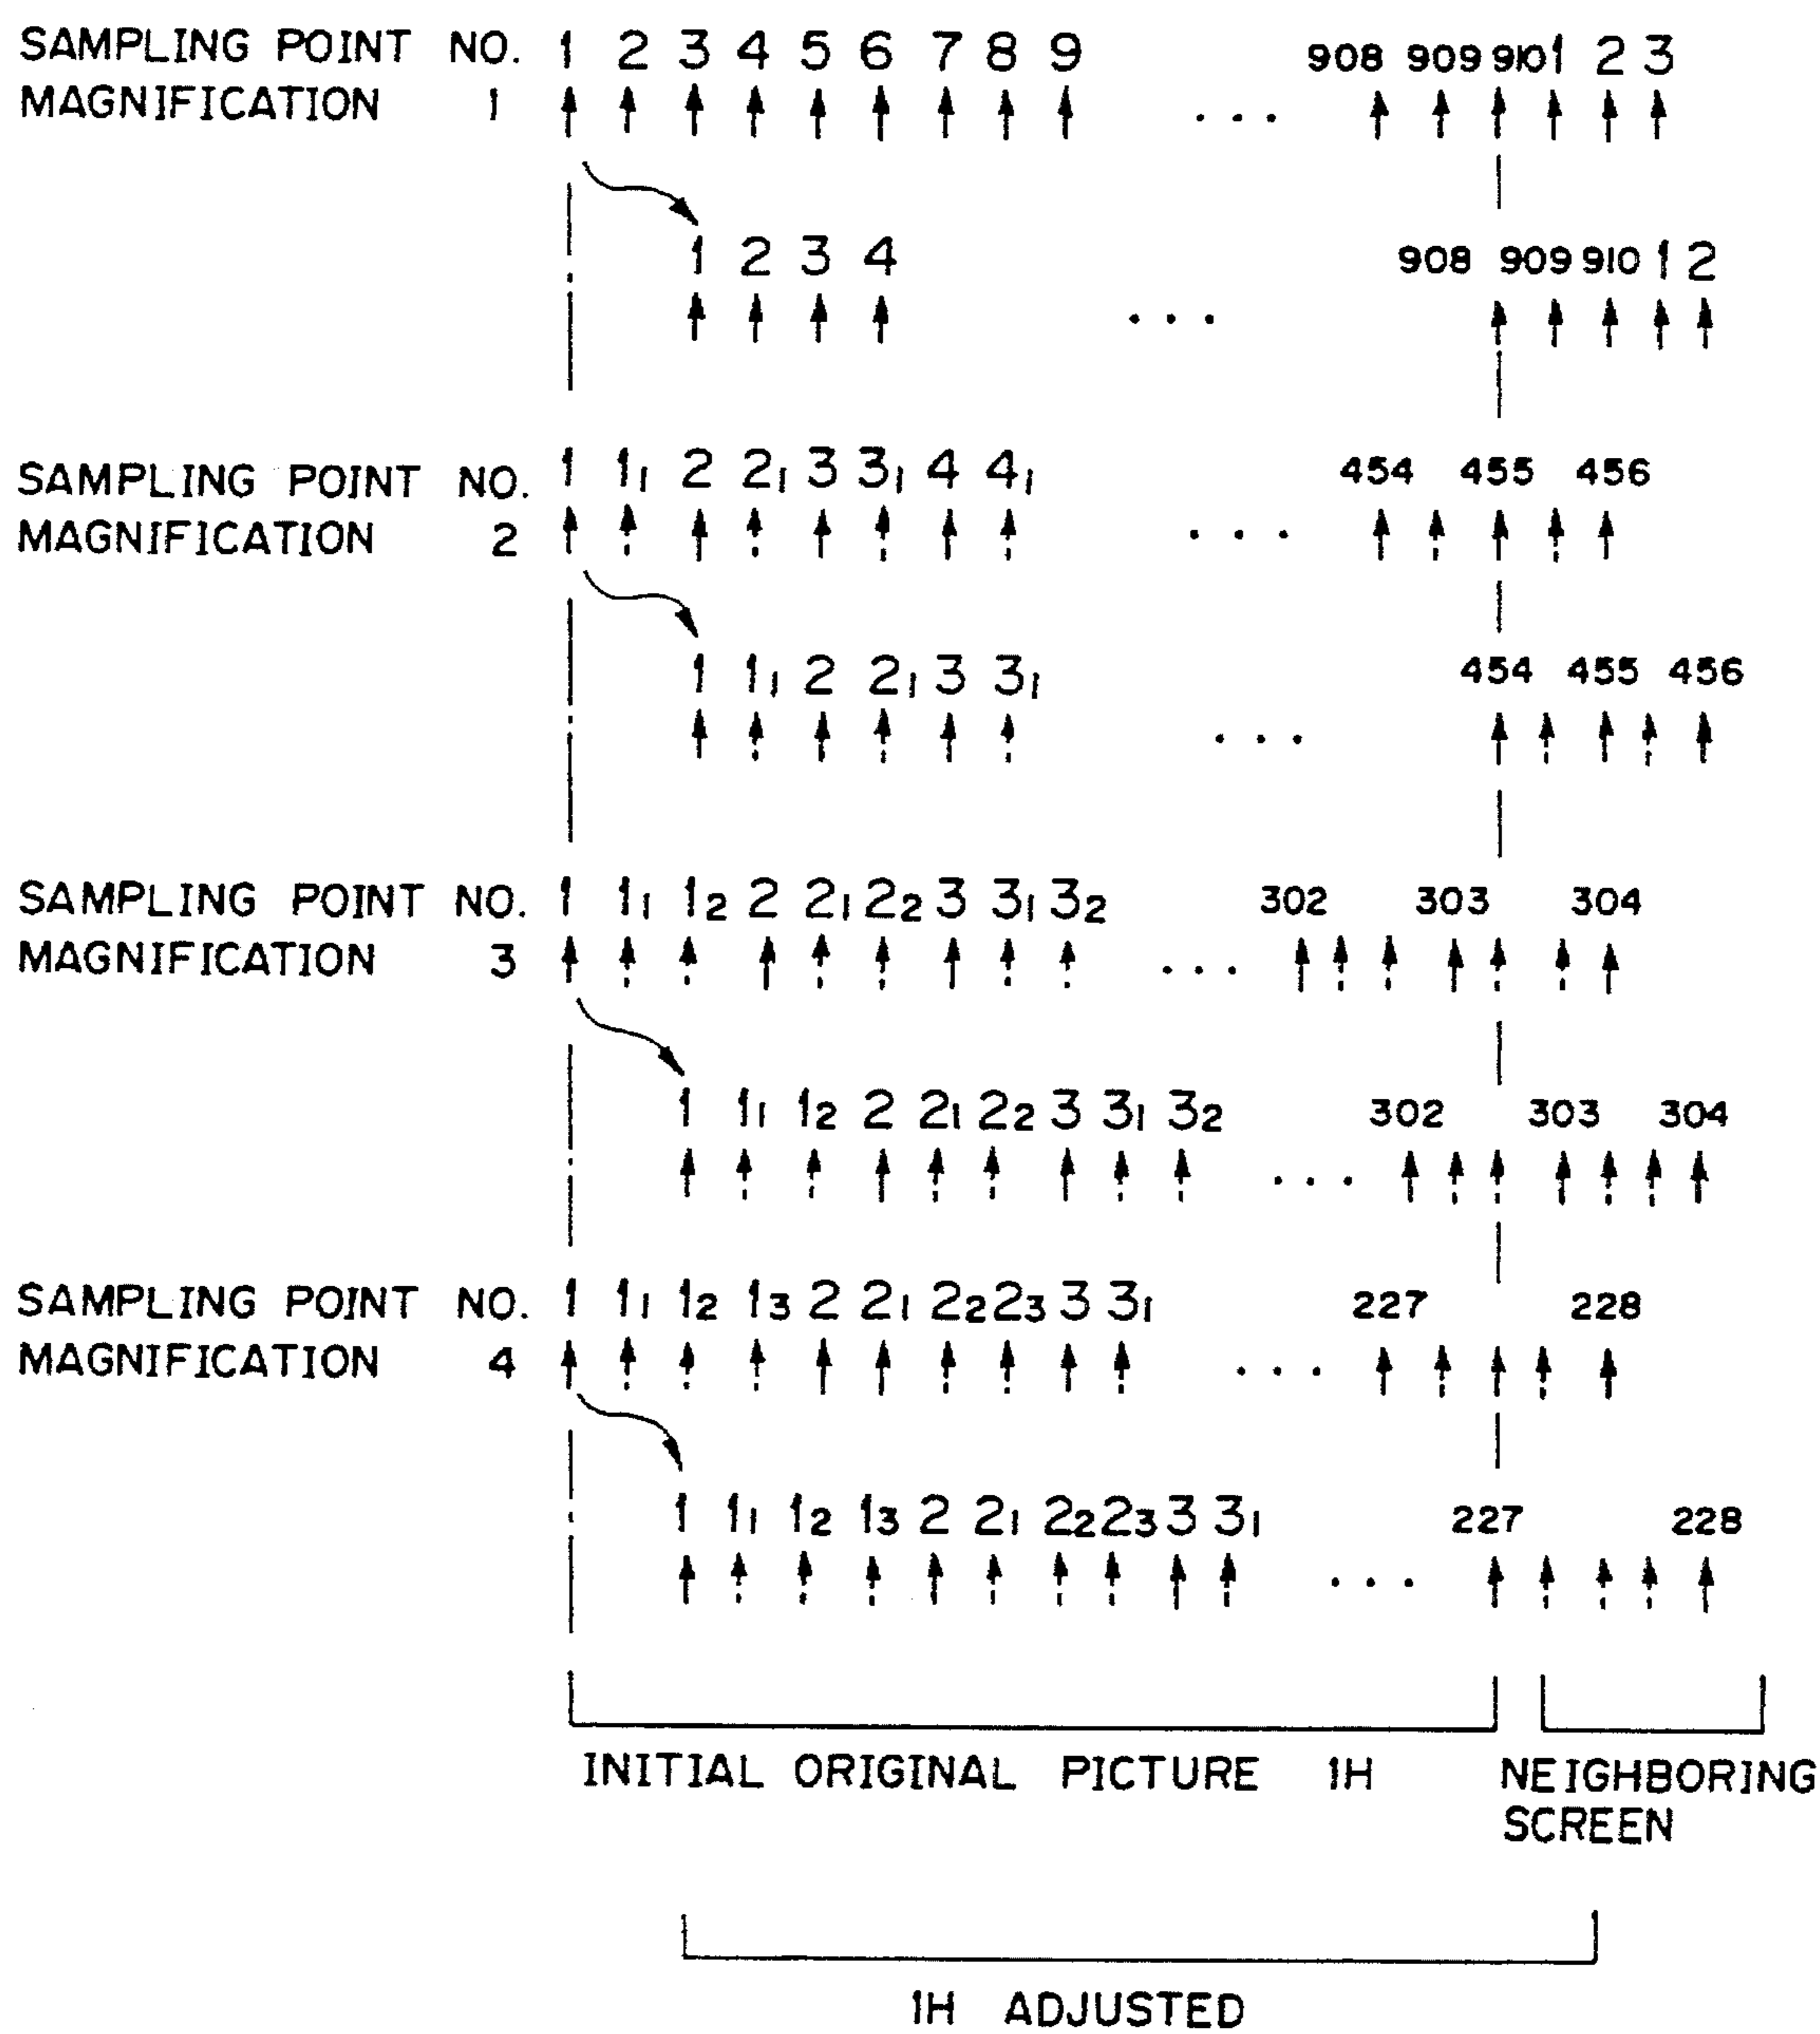 SAMPLING POINT NO. 1 2 3 4 5 6 7 8 9 908 909 910 1 2 3
MAGNIFICATION 1 ...
1 2 3 4 908 909 910 1 2
...
SAMPLING POINT NO. 1 1₁ 2 2₁ 3 3₁ 4 4₁ 454 455 456
MAGNIFICATION 2 ...
1 1₁ 2 2₁ 3 3₁ 454 455 456
...
SAMPLING POINT NO. 1 1₁ 1₂ 2 2₁ 2₂ 3 3₁ 3₂ 302 303 304
MAGNIFICATION 3 ...
1 1₁ 1₂ 2 2₁ 2₂ 3 3₁ 3₂ 302 303 304
...
SAMPLING POINT NO. 1 1₁ 1₂ 1₃ 2 2₁ 2₂ 2₃ 3 3₁ 227 228
MAGNIFICATION 4 ...
1 1₁ 1₂ 1₃ 2 2₁ 2₂ 2₃ 3 3₁ 227 228
...
INITIAL ORIGINAL PICTURE 1H
NEIGHBORING
SCREEN
1H ADJUSTED